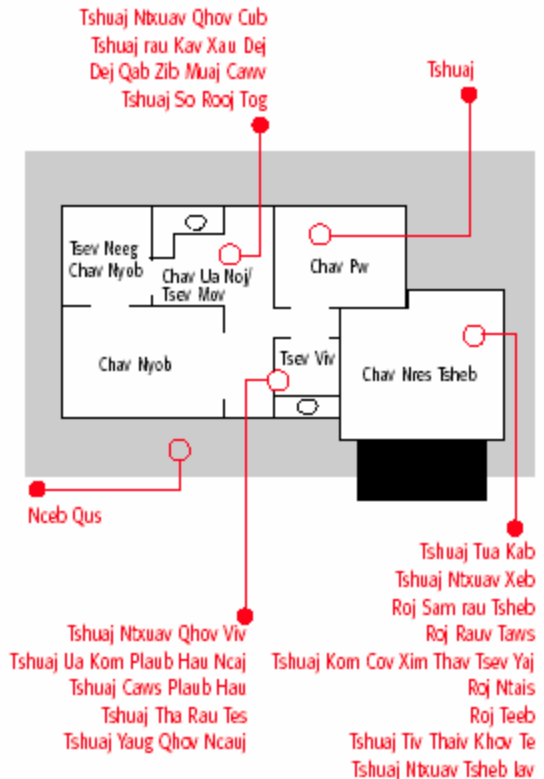 Tshuaj Ntxuav Qhov Cub
Tshuaj rau Kav Xau Dej
Dej Qab Zib Muaj Cawv
Tshuaj So Rooj Tog
Tshuaj
Tsev Neeg
Chav Nyob
Chav Ua Noj/
Tsev Mov
Chav Pw
Chav Nyob
Tsev Viv
Chav Nres Tsheb
Nceb Qus
Tshuaj Ntxuav Qhov Viv
Tshuaj Ua Kom Plaub Hau Ncaj
Tshuaj Caws Plaub Hau
Tshuaj Tha Rau Tes
Tshuaj Yaug Qhov Ncauj
Tshuaj Tua Kab
Tshuaj Ntxuav Xeb
Roj Sam rau Tsheb
Roj Rauv Taws
Tshuaj Kom Cov Xim Thav Tsev Yaj
Roj Ntais
Roj Teeb
Tshuaj Tiv Thaiv Khov Te
Tshuaj Ntxuav Tsheb Iav